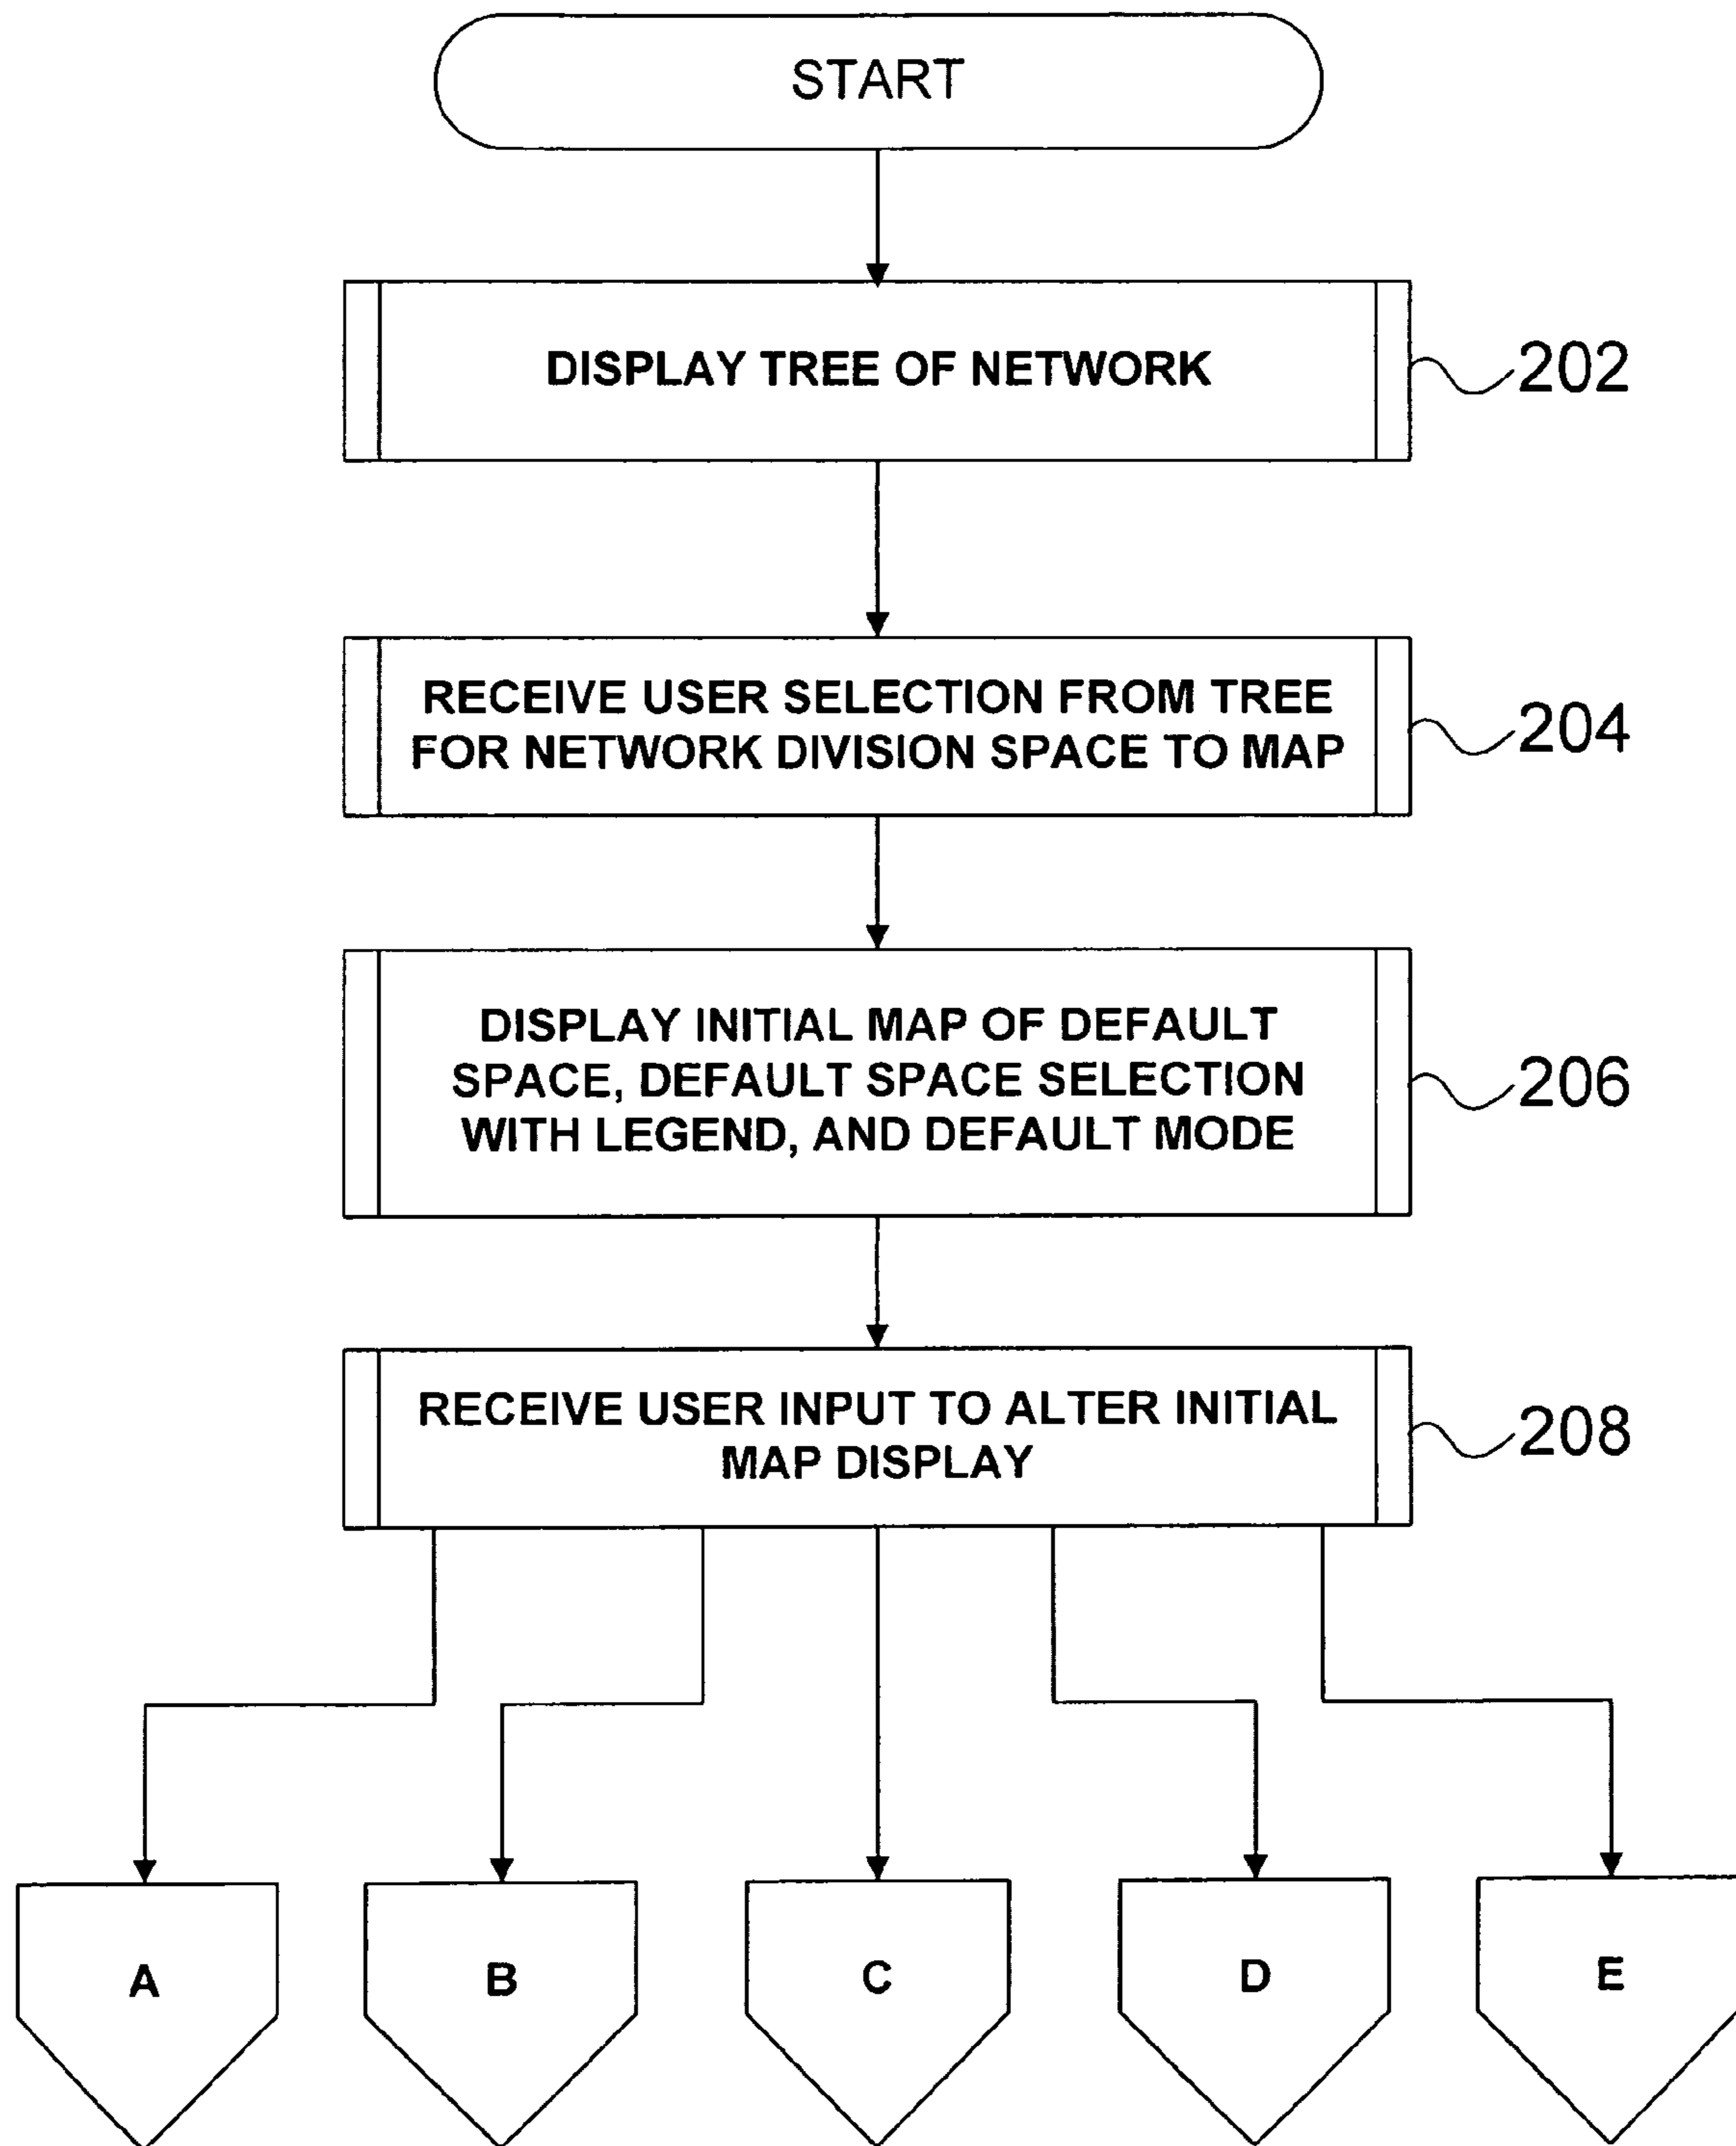 START
DISPLAY TREE OF NETWORK
202
RECEIVE USER SELECTION FROM TREE
FOR NETWORK DIVISION SPACE TO MAP
204
DISPLAY INITIAL MAP OF DEFAULT
SPACE, DEFAULT SPACE SELECTION
WITH LEGEND, AND DEFAULT MODE
206
RECEIVE USER INPUT TO ALTER INITIAL
MAP DISPLAY
208
A
B
C
D
E